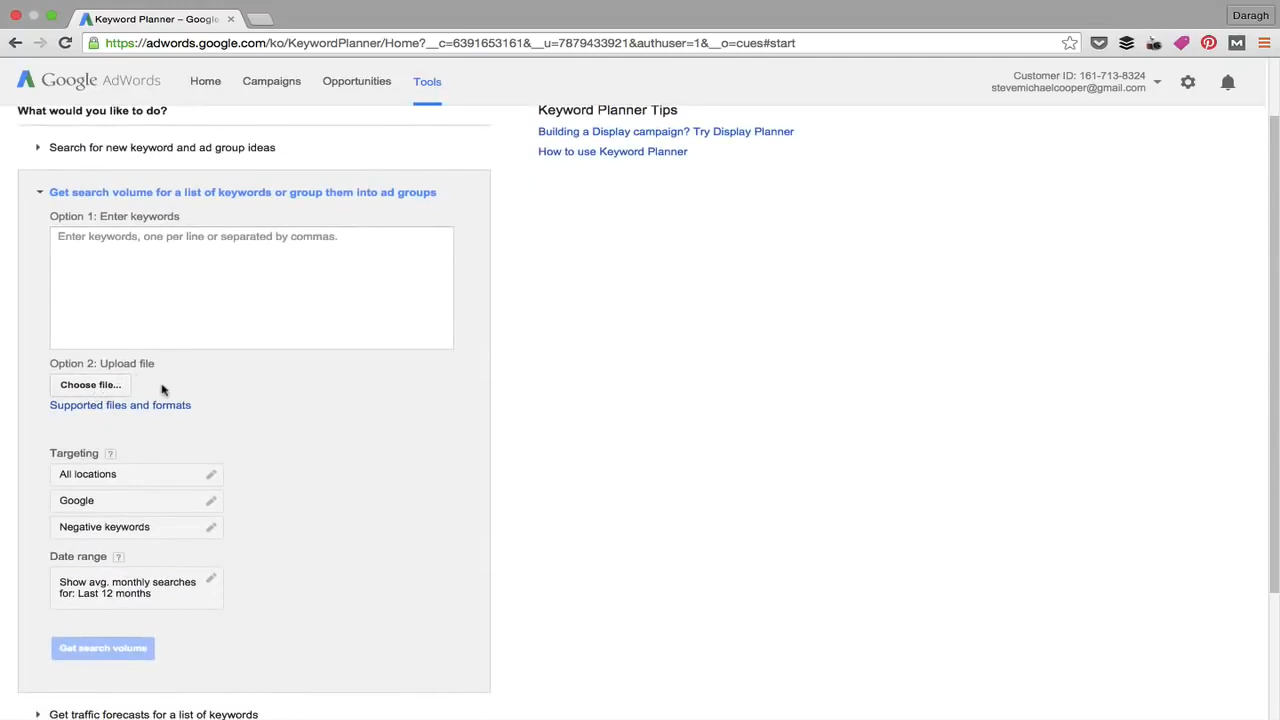 Keyword Planner – Google
Daragh
https://adwords.google.com/ko/KeywordPlanner/Home?__c=6391653161&__u=7879433921&authuser=1&__o=cues#start
Google AdWords
Home
Campaigns
Opportunities
Tools
Customer ID: 161-713-8324
stevemichaelcooper@gmail.com
What would you like to do?
Search for new keyword and ad group ideas
Get search volume for a list of keywords or group them into ad groups
Option 1: Enter keywords
Enter keywords, one per line or separated by commas.
Option 2: Upload file
Choose file...
Supported files and formats
Targeting ?
All locations
Google
Negative keywords
Date range ?
Show avg. monthly searches
for: Last 12 months
Get search volume
Get traffic forecasts for a list of keywords
Keyword Planner Tips
Building a Display campaign? Try Display Planner
How to use Keyword Planner